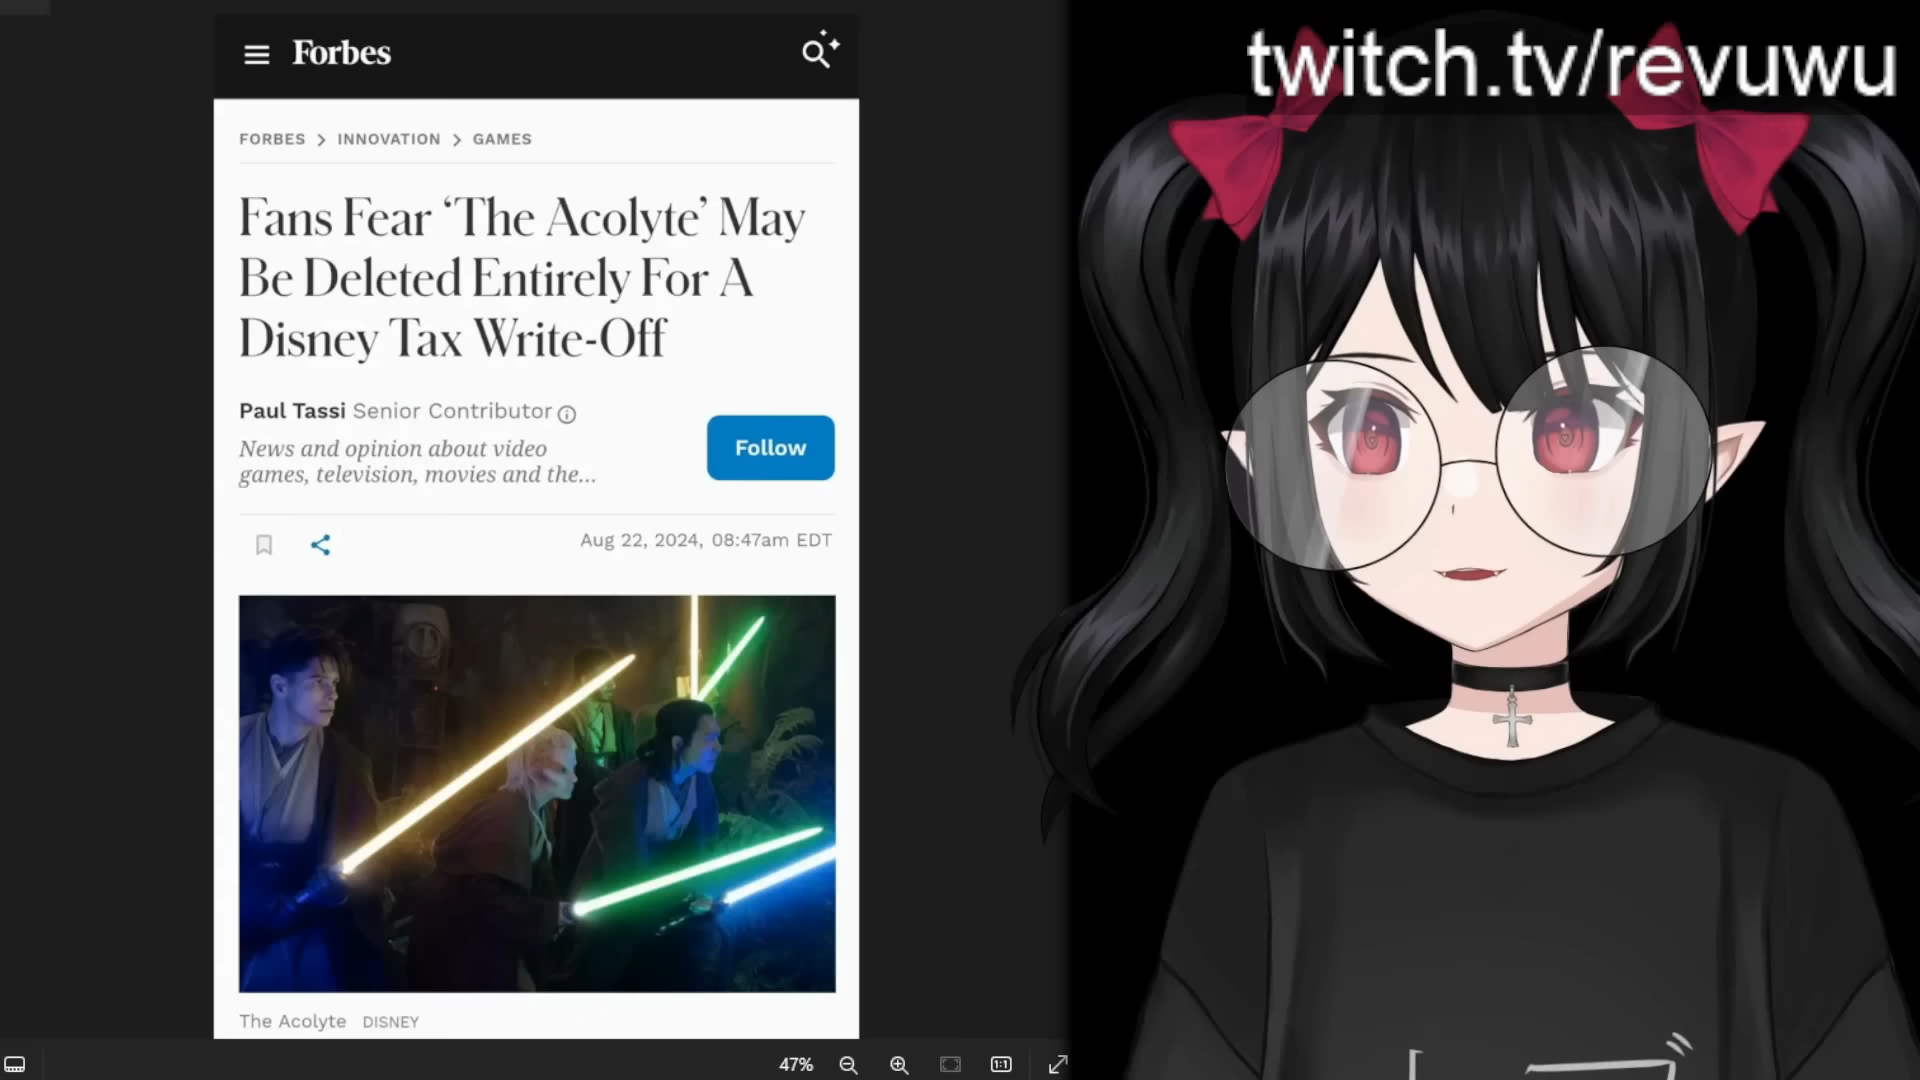 twitch.tv/revuwu
Forbes
FORBES > INNOVATION > GAMES
Fans Fear ‘The Acolyte’ May
Be Deleted Entirely For A
Disney Tax Write-Off
Paul Tassi Senior Contributor
News and opinion about video
games, television, movies and the...
Follow
Aug 22, 2024, 08:47am EDT
The Acolyte DISNEY
47%
1:1